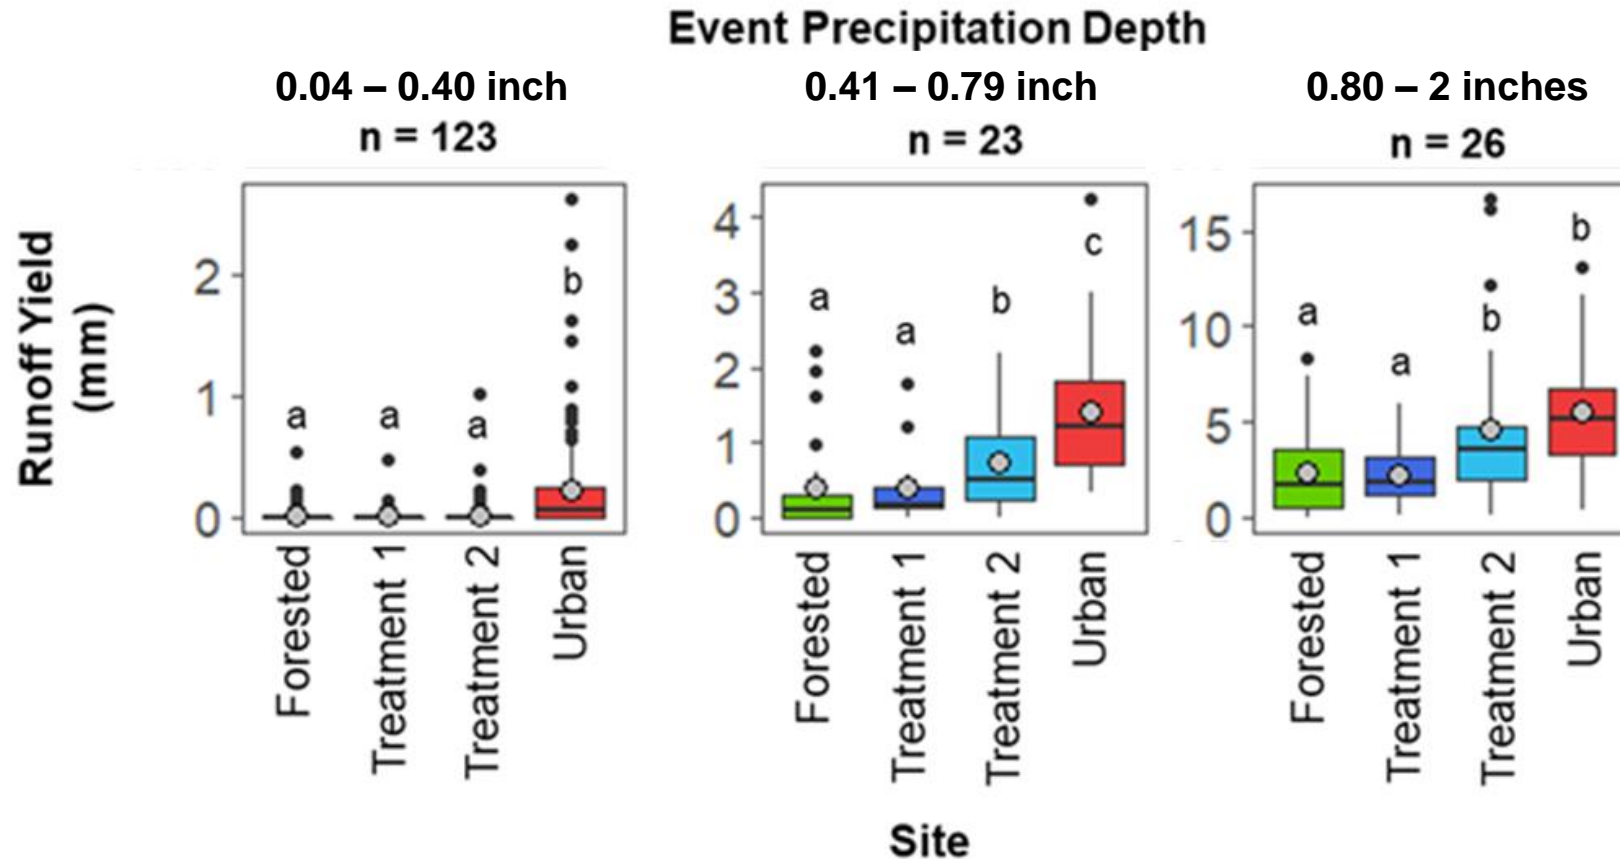 Event Precipitation Depth
0.04 – 0.40 inch
n = 123
0.41 – 0.79 inch
n = 23
0.80 – 2 inches
n = 26
Runoff Yield
(mm)
2
1
0
a
a
a
b
Forested
Treatment 1
Treatment 2
Urban
4
3
2
1
0
a
a
b
c
Forested
Treatment 1
Treatment 2
Urban
15
10
5
0
a
a
b
b
Forested
Treatment 1
Treatment 2
Urban
Site